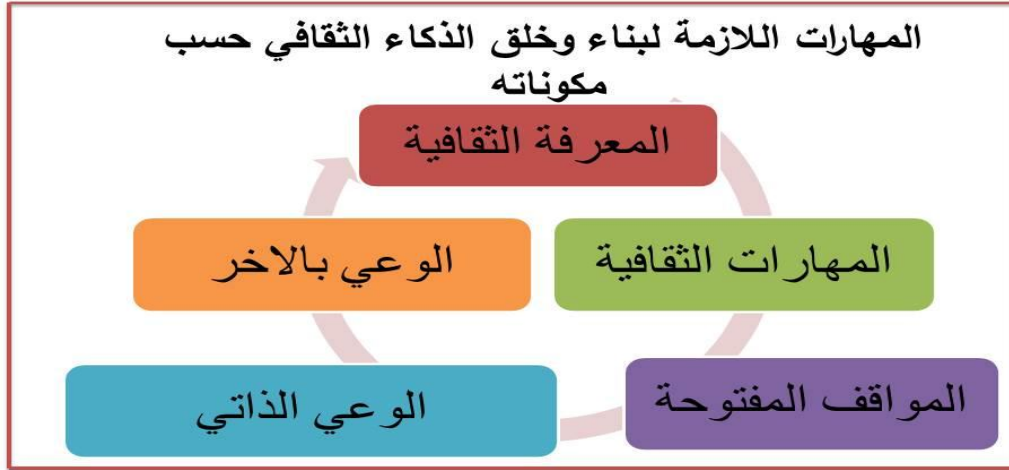 المهارات اللازمة لبناء وخلق الذكاء الثقافي حسب
مكوناته
المعرفة الثقافية
المهارات الثقافية
الوعي بالاخر
المواقف المفتوحة
الوعي الذاتي